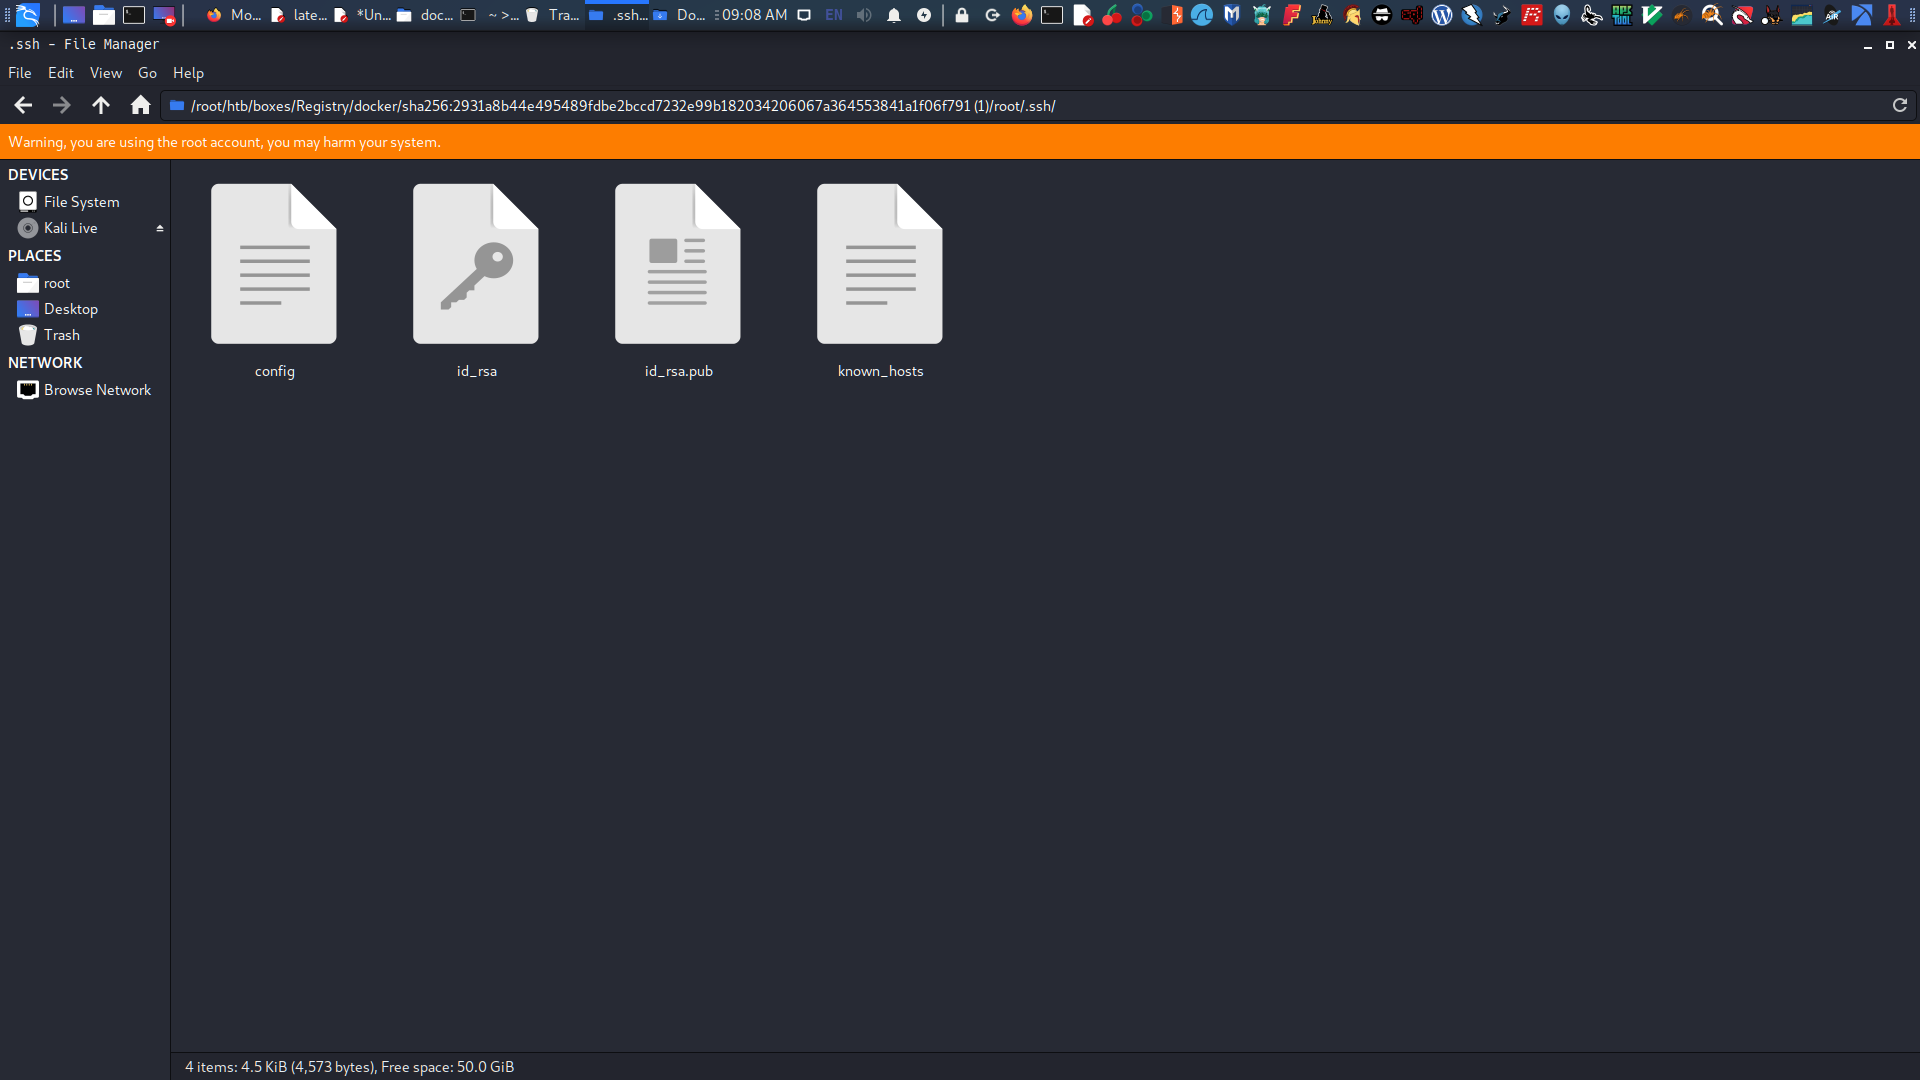 Mo...
late...
*Un...
doc...
~ >...
Tra...
.ssh...
Do...
09:08 AM
EN
.ssh - File Manager
File Edit View Go Help
/root/htb/boxes/Registry/docker/sha256:2931a8b44e495489fdbe2bccd7232e99b182034206067a364553841a1f06f791 (1)/root/.ssh/
Warning, you are using the root account, you may harm your system.
DEVICES
File System
Kali Live
PLACES
root
Desktop
Trash
NETWORK
Browse Network
config
id_rsa
id_rsa.pub
known_hosts
4 items: 4.5 KiB (4,573 bytes), Free space: 50.0 GiB